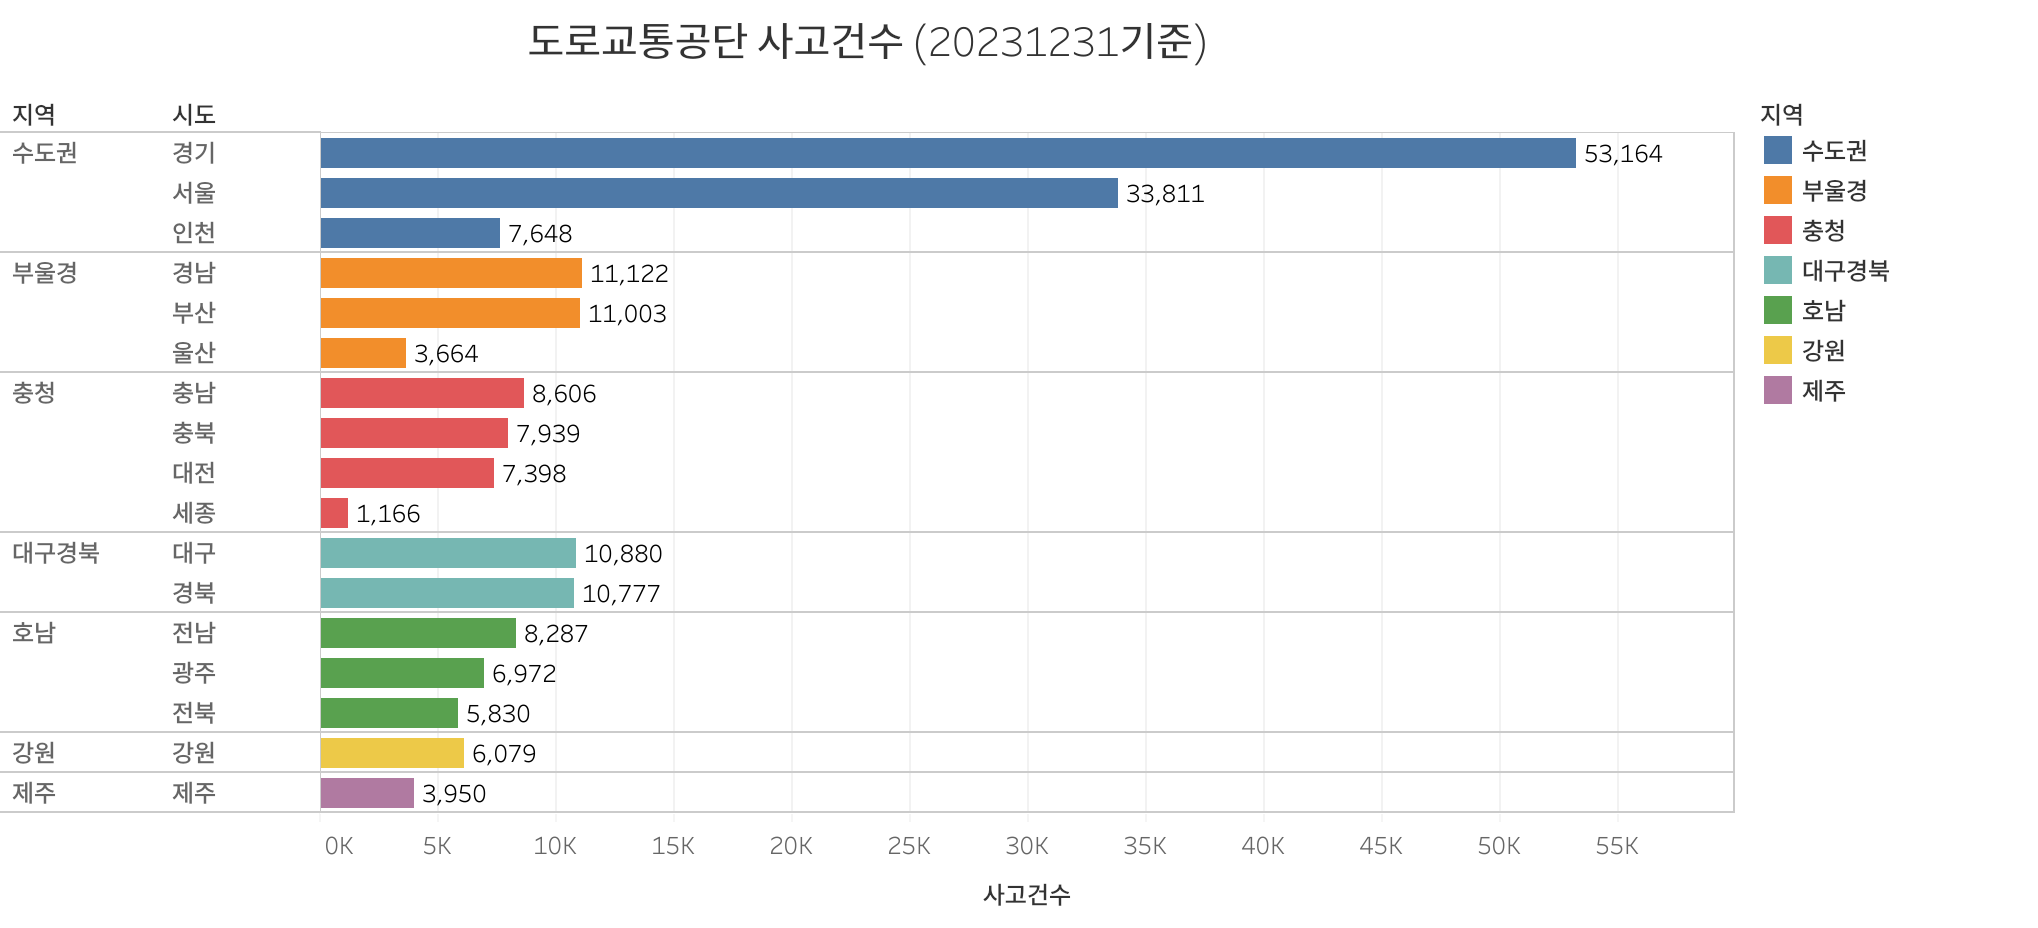 도로교통공단 사고건수 (20231231기준)
지역 시도
수도권 경기 53,164
서울 33,811
인천 7,648
부울경 경남 11,122
부산 11,003
울산 3,664
충청 충남 8,606
충북 7,939
대전 7,398
세종 1,166
대구경북 대구 10,880
경북 10,777
호남 전남 8,287
광주 6,972
전북 5,830
강원 강원 6,079
제주 제주 3,950
0K 5K 10K 15K 20K 25K 30K 35K 40K 45K 50K 55K
사고건수
지역
수도권
부울경
충청
대구경북
호남
강원
제주